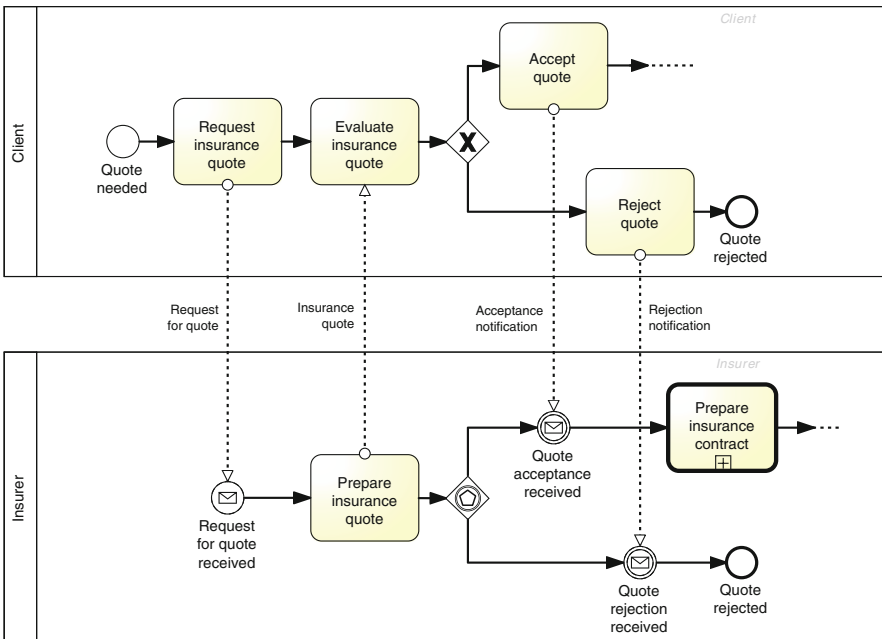 Client
Client
Accept
quote
Request
insurance
quote
Evaluate
insurance
quote
X
Quote
needed
Reject
quote
Quote
rejected
Request
for quote
Insurance
quote
Acceptance
notification
Rejection
notification
Insurer
Insurer
Prepare
insurance
contract
Quote
acceptance
received
Prepare
insurance
quote
Request
for quote
received
Quote
rejection
received
Quote
rejected